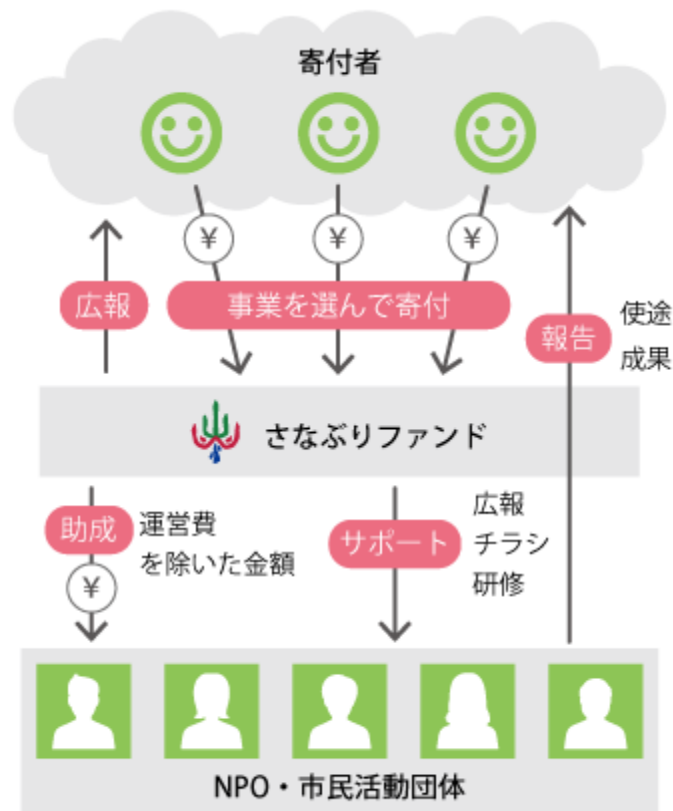 寄付者
¥
¥
¥
広報
事業を選んで寄付
報告
使途
成果
さなぶりファンド
助成
¥
運営費
を除いた金額
サポート
広報
チラシ
研修
NPO・市民活動団体